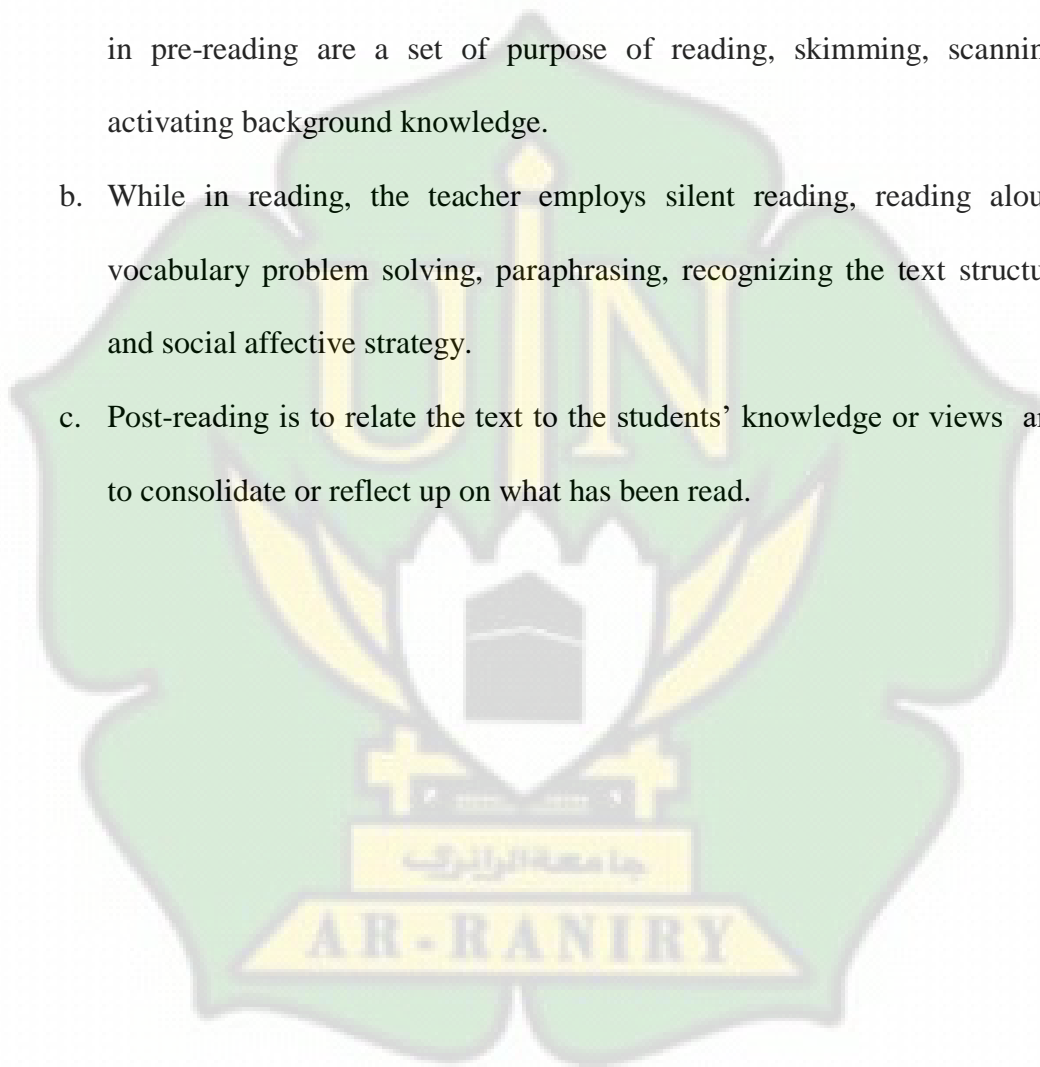 in pre-reading are a set of purpose of reading, skimming, scannin
activating background knowledge.
b. While in reading, the teacher employs silent reading, reading alou
vocabulary problem solving, paraphrasing, recognizing the text structu
and social affective strategy.
c. Post-reading is to relate the text to the students’ knowledge or views a
to consolidate or reflect up on what has been read.
UIN
جامعة الرانري
AR-RANIRY